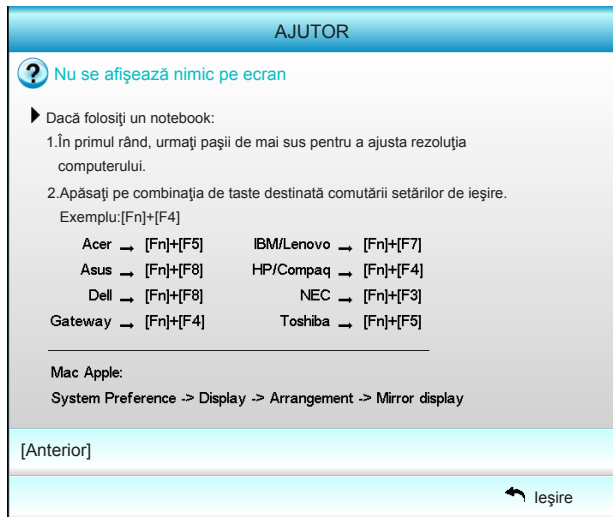 AJUTOR
Nu se afişează nimic pe ecran
Dacă folosiţi un notebook:
1.În primul rând, urmaţi paşii de mai sus pentru a ajusta rezoluţia
computerului.
2.Apăsaţi pe combinaţia de taste destinată comutării setărilor de ieşire.
Exemplu:[Fn]+[F4]
Acer → [Fn]+[F5] IBM/Lenovo → [Fn]+[F7]
Asus → [Fn]+[F8] HP/Compaq → [Fn]+[F4]
Dell → [Fn]+[F8] NEC → [Fn]+[F3]
Gateway → [Fn]+[F4] Toshiba → [Fn]+[F5]
Mac Apple:
System Preference -> Display -> Arrangement -> Mirror display
[Anterior]
Ieşire